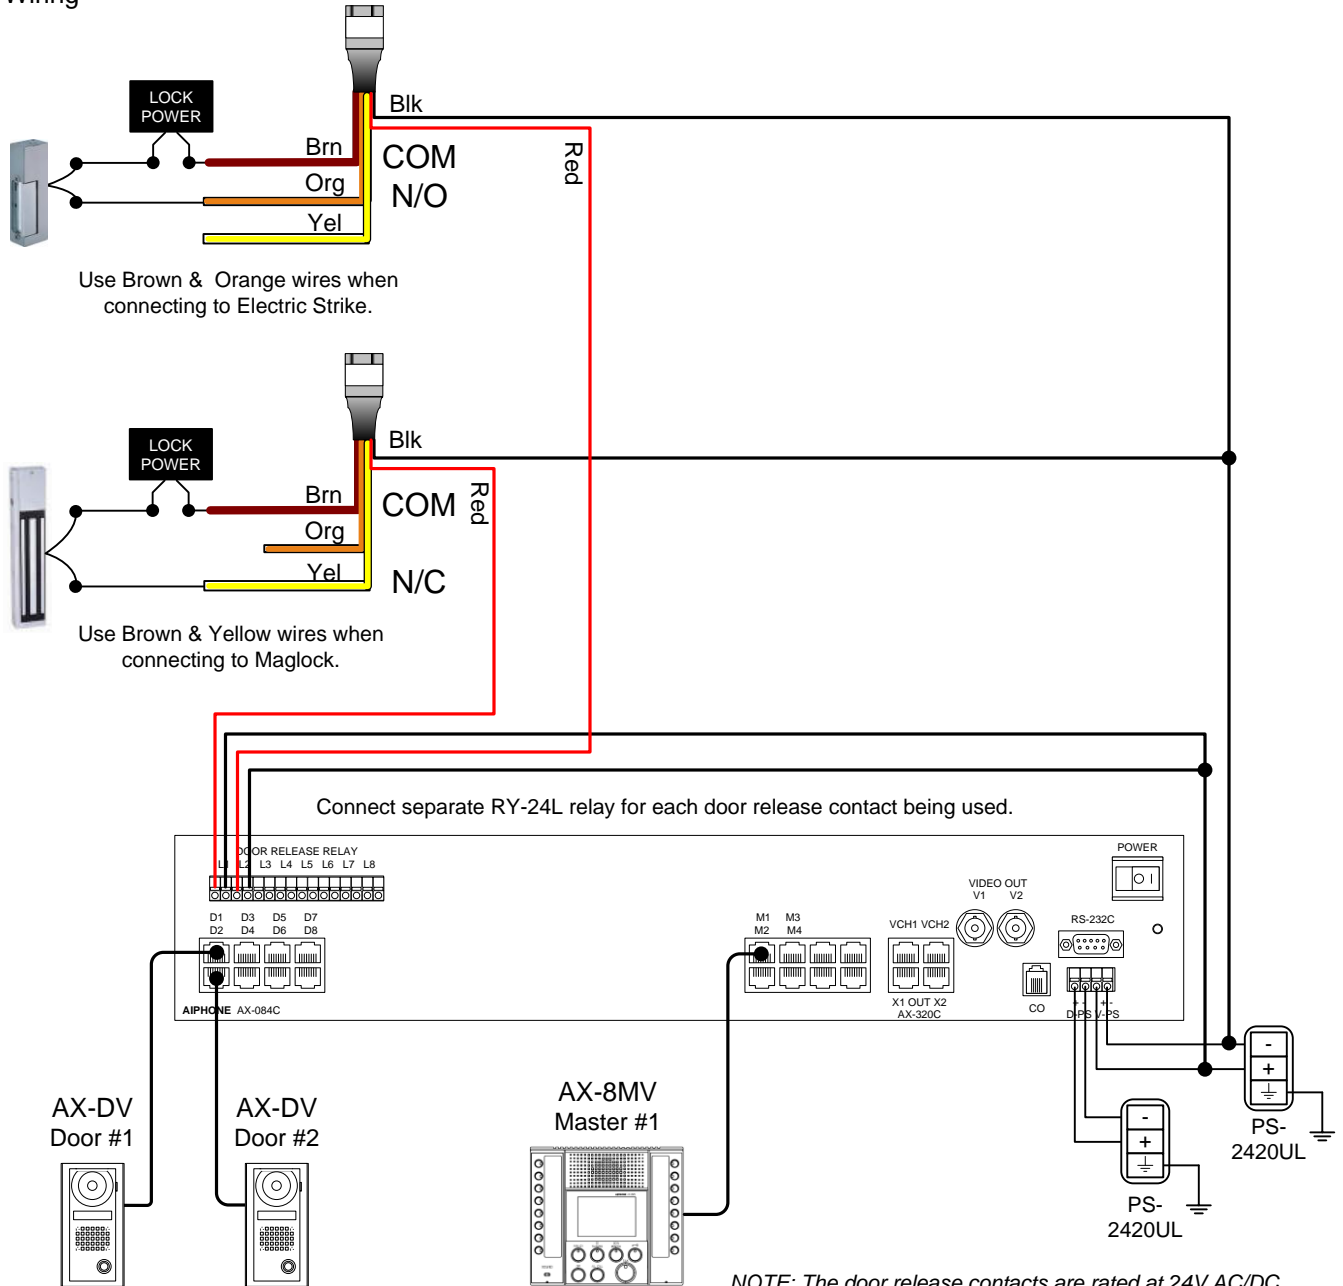 Wiring
LOCK
POWER
Blk
Brn
COM
Red
Org
N/O
Yel
Use Brown & Orange wires when
connecting to Electric Strike.
LOCK
POWER
Blk
Brn
COM
Red
Org
Yel
N/C
Use Brown & Yellow wires when
connecting to Maglock.
Connect separate RY-24L relay for each door release contact being used.
DOOR RELEASE RELAY
L1 L2 L3 L4 L5 L6 L7 L8
POWER
VIDEO OUT
V1 V2
D1 D3 D5 D7
D2 D4 D6 D8
M1 M3
M2 M4
VCH1 VCH2
RS-232C
X1 OUT X2
AX-320C
CO
+ - + -
D-PS V-PS
AIPHONE AX-084C
-
+
PS-
2420UL
-
+
PS-
2420UL
AX-DV
Door #1
AX-DV
Door #2
AX-8MV
Master #1
NOTE: The door release contacts are rated at 24V AC/DC